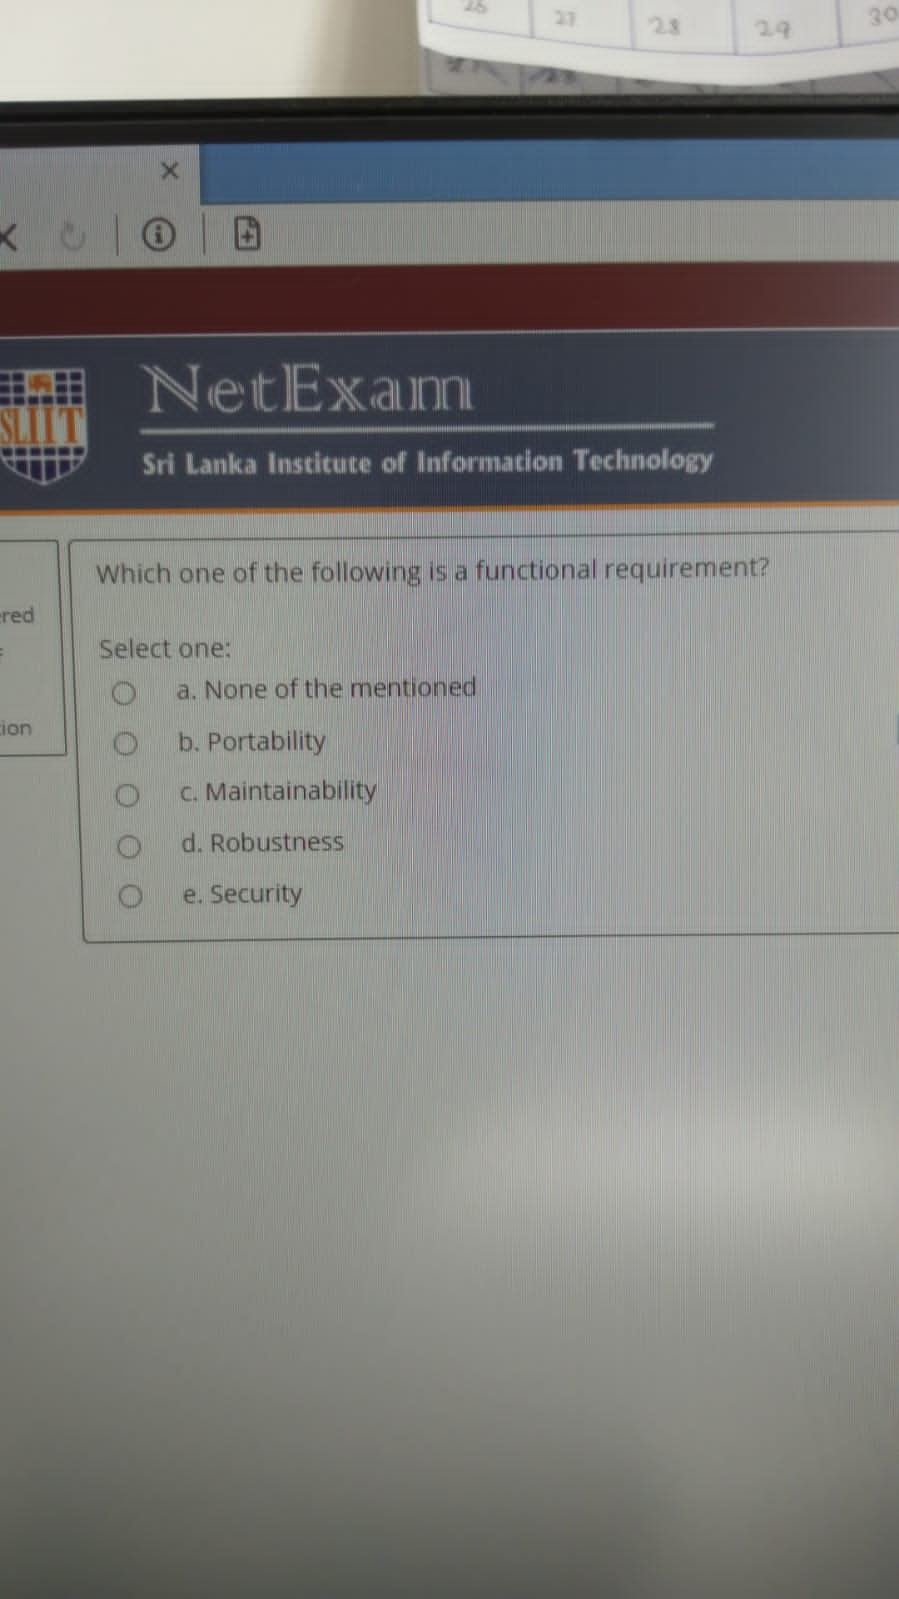 26 27 28 29 30
NetExam
SLIIT
Sri Lanka Institute of Information Technology
Which one of the following is a functional requirement?
red
Select one:
a. None of the mentioned
ion
b. Portability
c. Maintainability
d. Robustness
e. Security